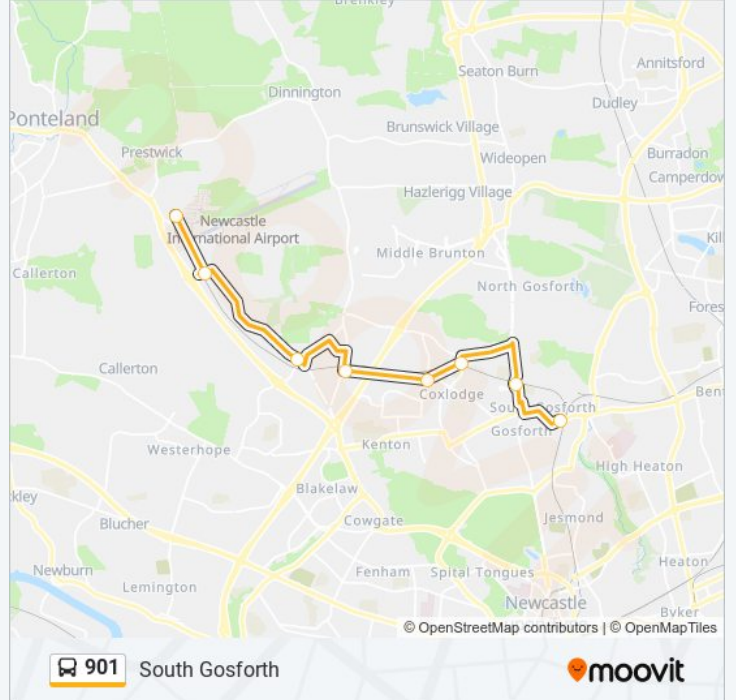 Brenkley
Annitsford
Seaton Burn
Dinnington
Dudley
Ponteland
Brunswick Village
Prestwick
Wideopen
Burradon
Camperdow
Hazlerigg Village
Newcastle
International Airport
Kil
Middle Brunton
Callerton
North Gosforth
Fores
Callerton
Coxlodge
Ben
South Gosforth
Gosforth
Kenton
Westerhope
High Heaton
Blakelaw
kley
Cowgate
Jesmond
Blucher
Heaton
Newburn
Fenham
Spital Tongues
Lemington
Newcastle
Byker
© OpenStreetMap contributors | © OpenMapTiles
901 South Gosforth
moovit